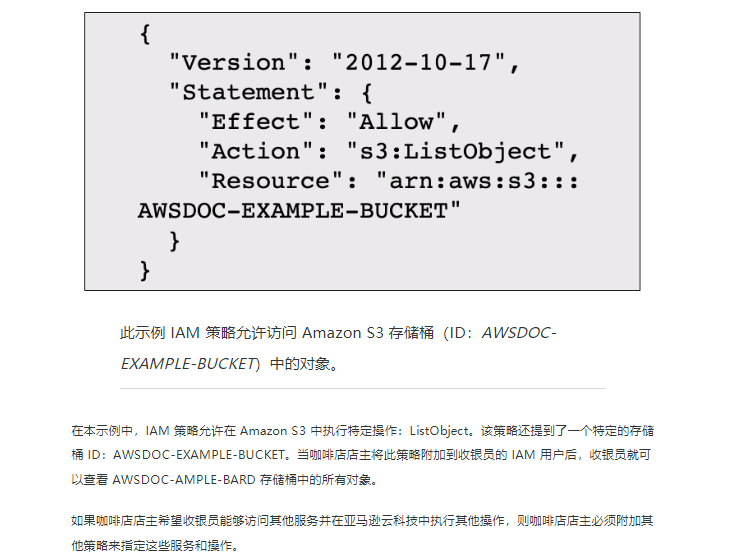 {
"Version": "2012-10-17",
"Statement": {
"Effect": "Allow",
"Action": "s3:ListObject",
"Resource": "arn:aws:s3:::
AWSDOC-EXAMPLE-BUCKET"
}
}
此示例 IAM 策略允许访问 Amazon S3 存储桶（ID：AWSDOC-
EXAMPLE-BUCKET）中的对象。
在本示例中，IAM 策略允许在 Amazon S3 中执行特定操作：ListObject。该策略还提到了一个特定的存储
桶 ID：AWSDOC-EXAMPLE-BUCKET。当咖啡店店主将此策略附加到收银员的 IAM 用户后，收银员就可
以查看 AWSDOC-AMPLE-BARD 存储桶中的所有对象。
如果咖啡店店主希望收银员能够访问其他服务并在亚马逊云科技中执行其他操作，则咖啡店店主必须附加其
他策略来指定这些服务和操作。